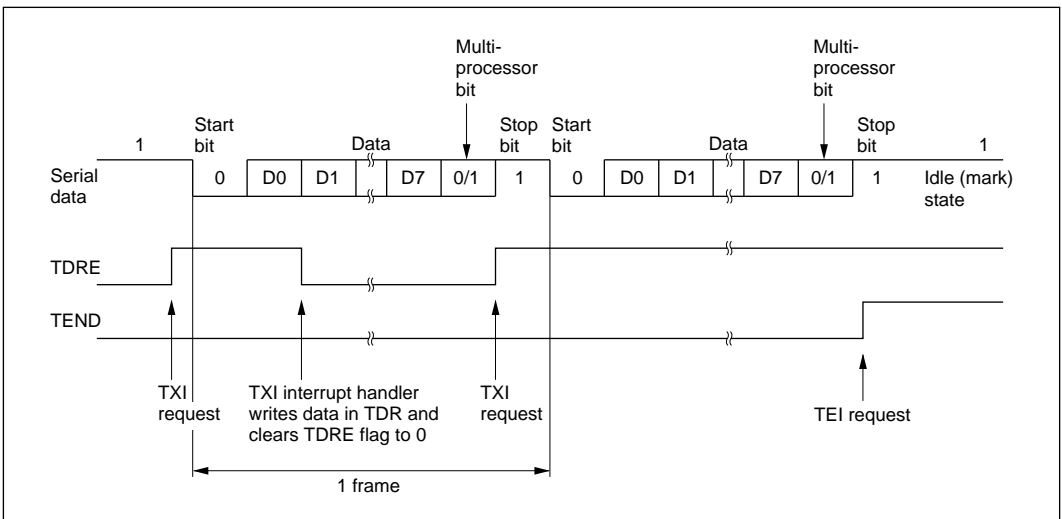 Multi-
processor
bit
Multi-
processor
bit
1
Start
bit
Data
Stop
bit
Start
bit
Data
Stop
bit
1
Serial
data
0 D0 D1 D7 0/1 1 0 D0 D1 D7 0/1 1
Idle (mark)
state
TDRE
TEND
TXI
request
TXI interrupt handler
writes data in TDR and
clears TDRE flag to 0
TXI
request
TEI request
1 frame